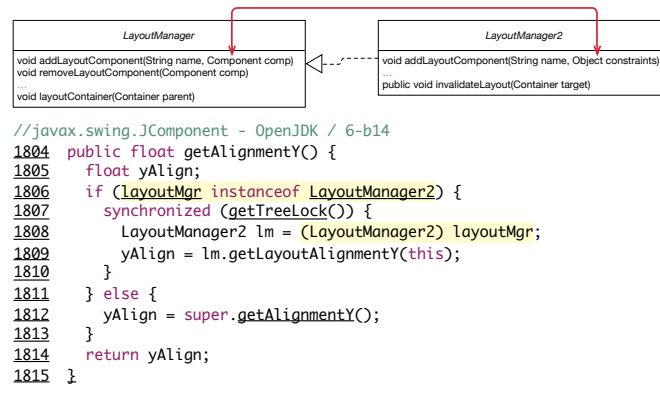 LayoutManager
void addLayoutComponent(String name, Component comp)
void removeLayoutComponent(Component comp)
...
void layoutContainer(Container parent)
LayoutManager2
void addLayoutComponent(String name, Object constraints)
...
public void invalidateLayout(Container target)
//javax.swing.JComponent - OpenJDK / 6-b14
1804 public float getAlignmentY() {
1805 float yAlign;
1806 if (layoutMgr instanceof LayoutManager2) {
1807 synchronized (getTreeLock()) {
1808 LayoutManager2 lm = (LayoutManager2) layoutMgr;
1809 yAlign = lm.getLayoutAlignmentY(this);
1810 }
1811 } else {
1812 yAlign = super.getAlignmentY();
1813 }
1814 return yAlign;
1815 }